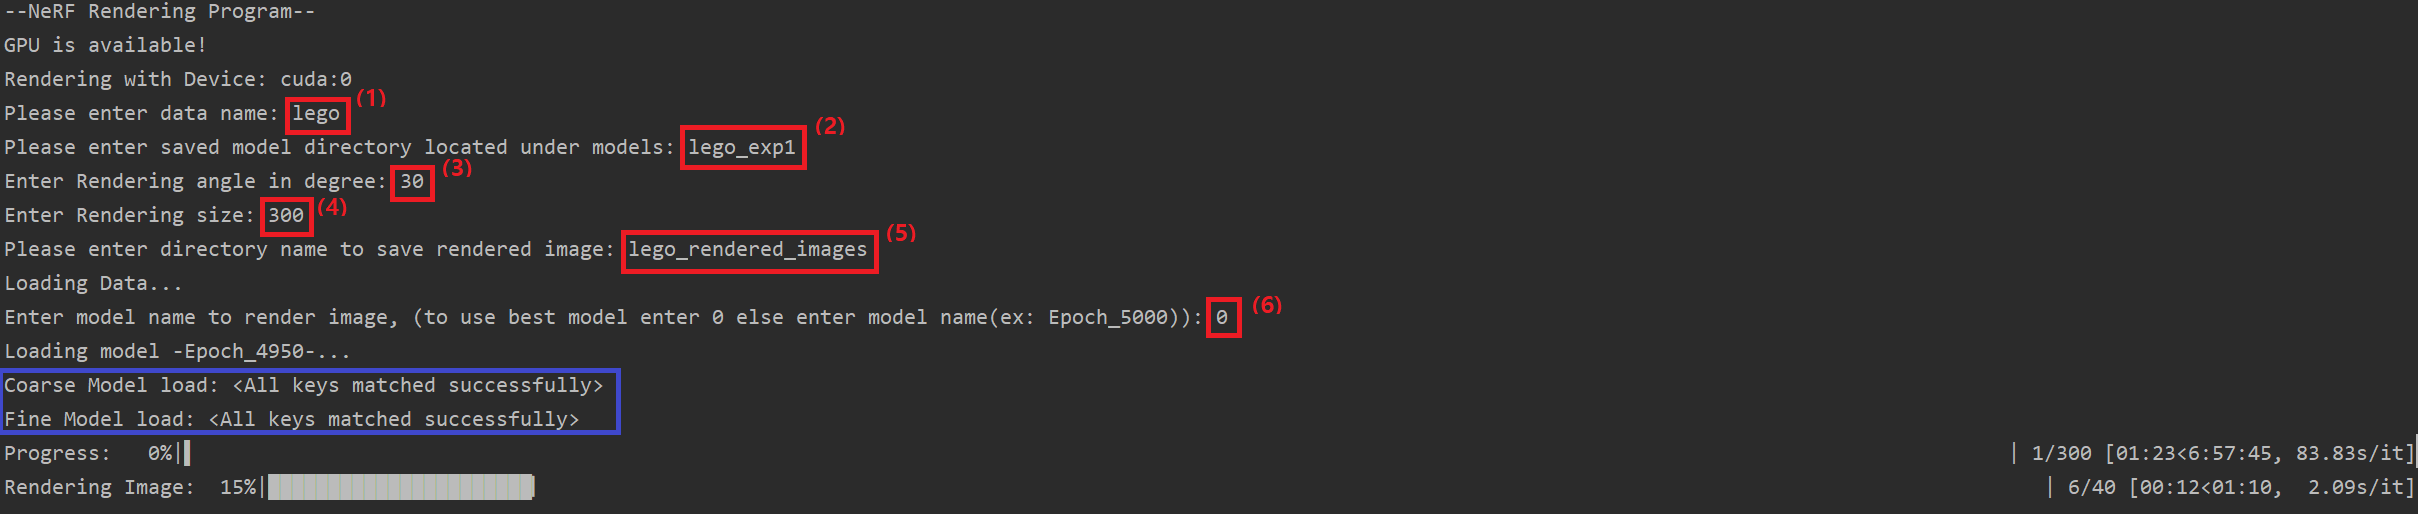 --NeRF Rendering Program--
GPU is available!
Rendering with Device: cuda:0
Please enter data name: lego (1)
Please enter saved model directory located under models: lego_exp1 (2)
Enter Rendering angle in degree: 30 (3)
Enter Rendering size: 300 (4)
Please enter directory name to save rendered image: lego_rendered_images (5)
Loading Data...
Enter model name to render image, (to use best model enter 0 else enter model name(ex: Epoch_5000)): 0 (6)
Loading model -Epoch_4950-...
Coarse Model load: <All keys matched successfully>
Fine Model load: <All keys matched successfully>
Progress:   0%| | 1/300 [01:23<6:57:45, 83.83s/it]
Rendering Image:  15%| | 6/40 [00:12<01:10,  2.09s/it]